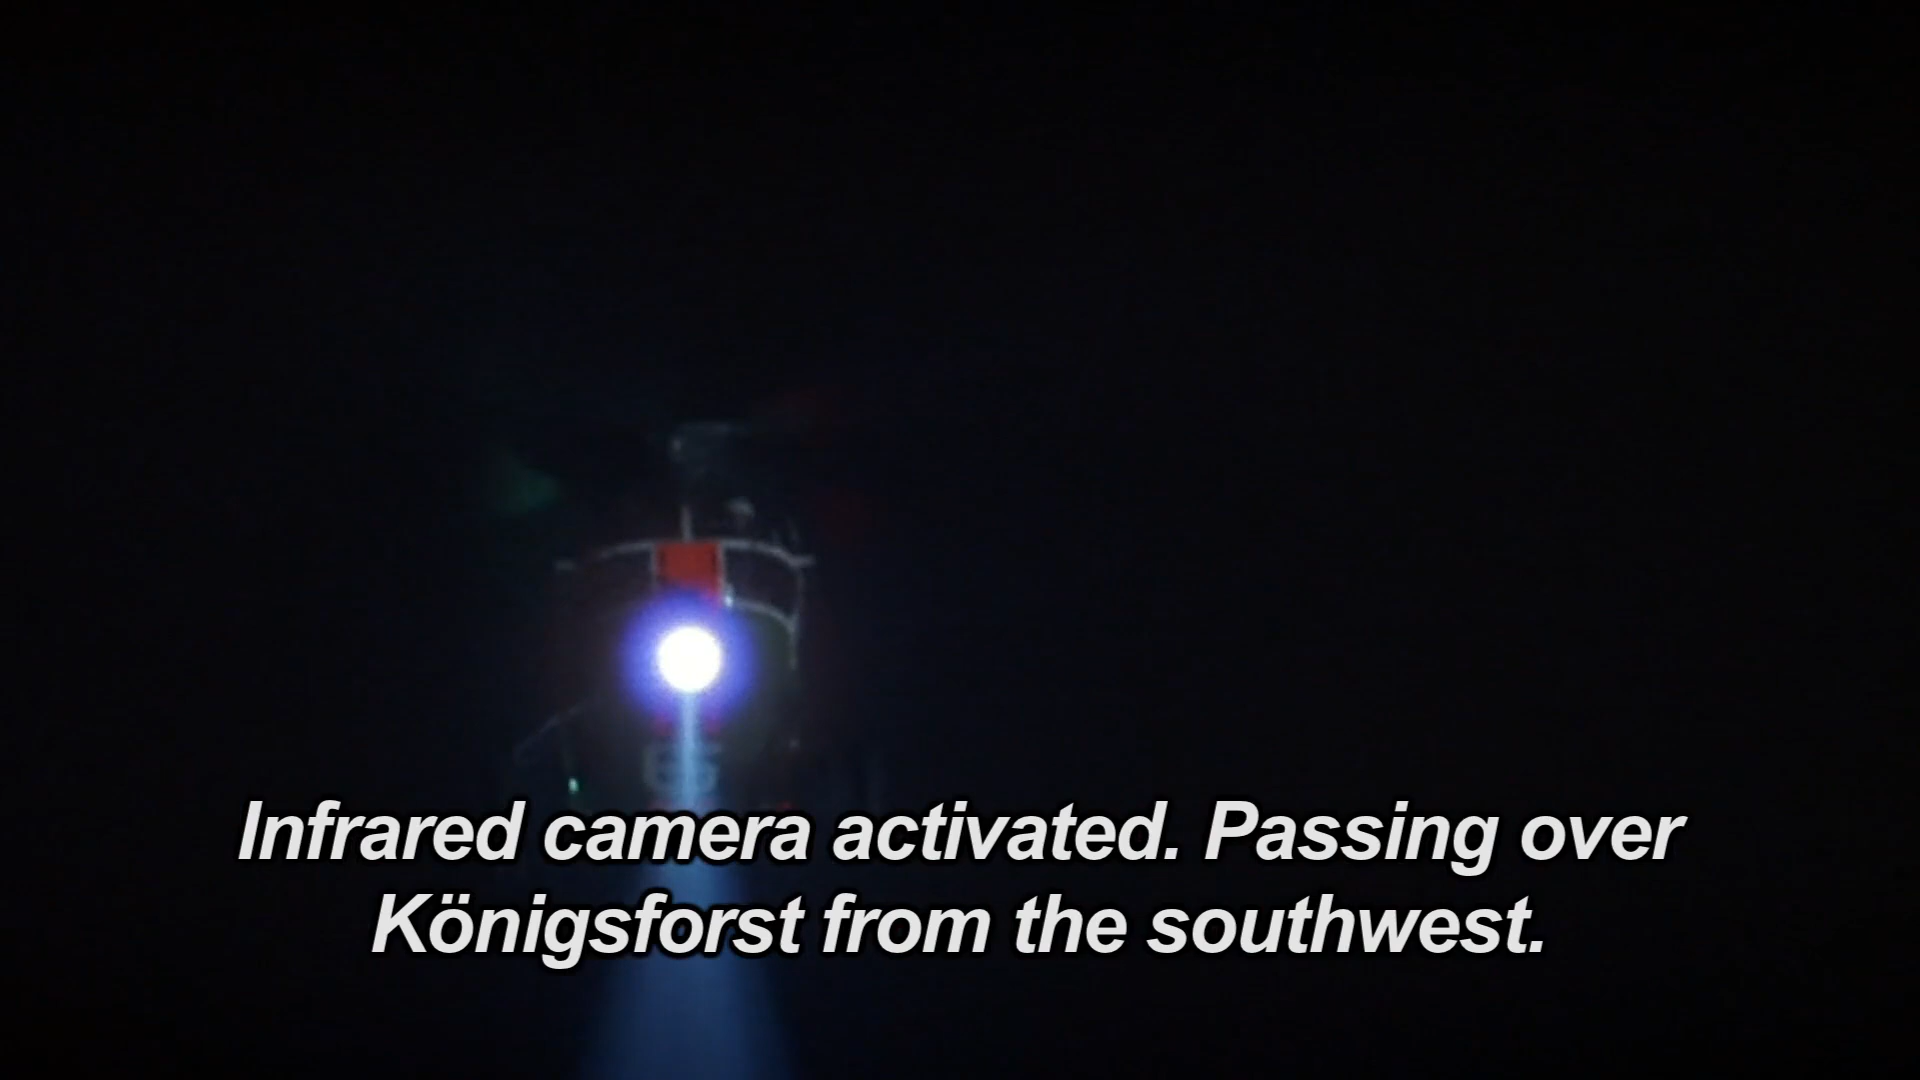 Infrared camera activated. Passing over
Königsforst from the southwest.